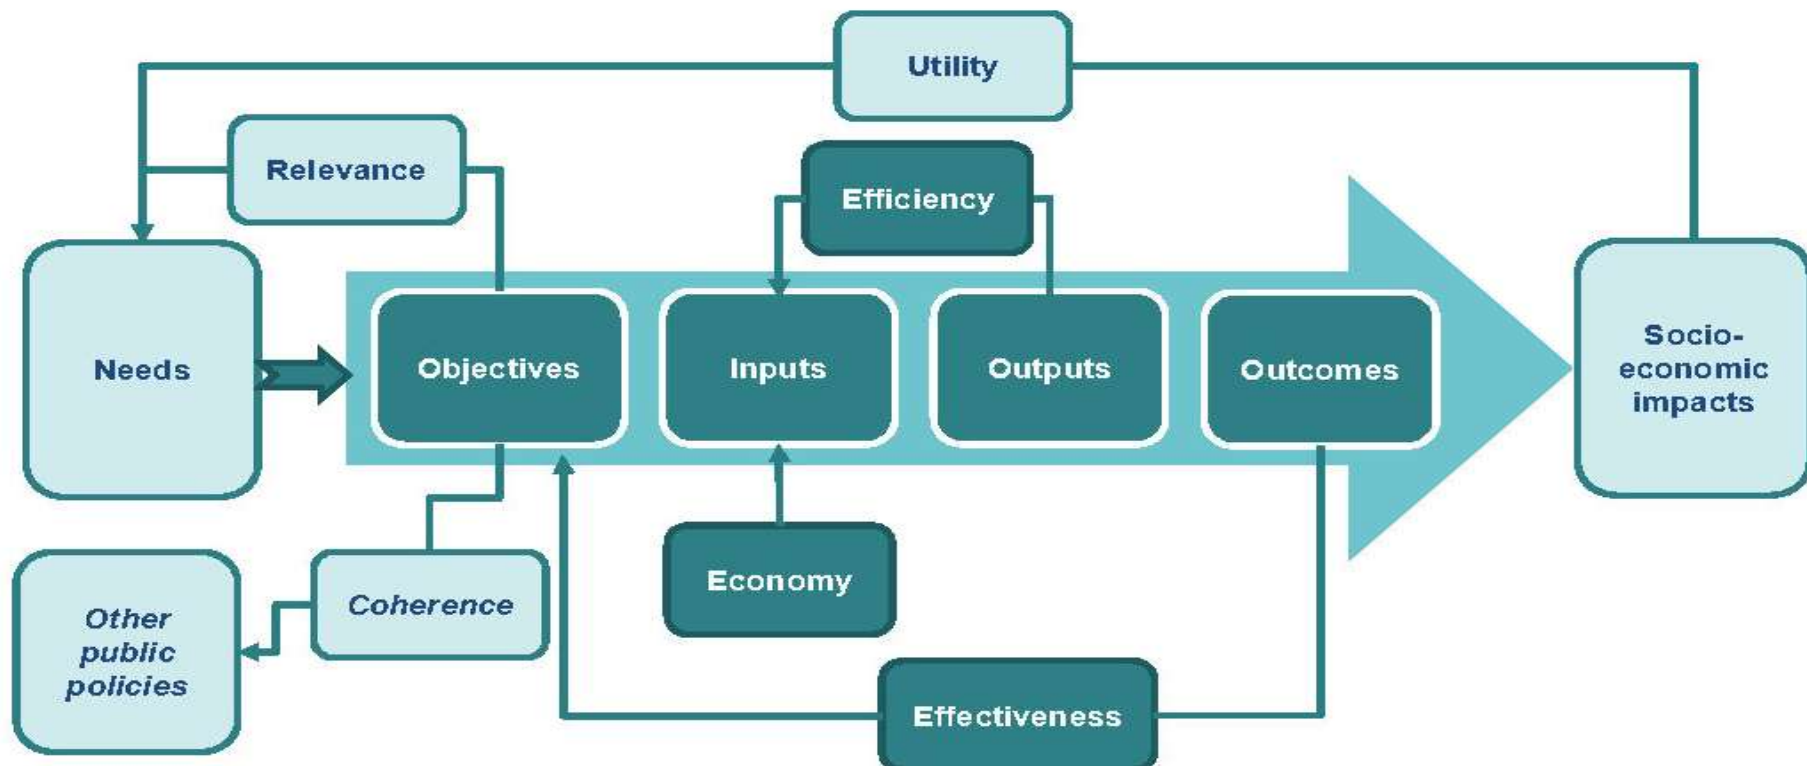 Utility
Relevance
Efficiency
Needs
Objectives
Inputs
Outputs
Outcomes
Socio-
economic
impacts
Economy
Coherence
Other
public
policies
Effectiveness